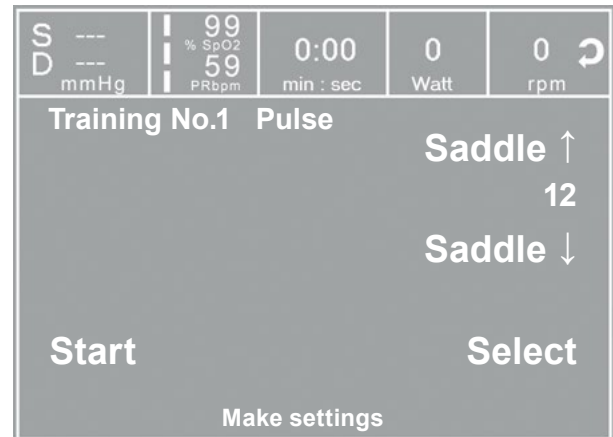 S --- 99 0:00 0 0
% SpO2
D --- 59
mmHg PRbpm min : sec Watt rpm
Training No.1 Pulse
Saddle ↑
12
Saddle ↓
Start Select
Make settings